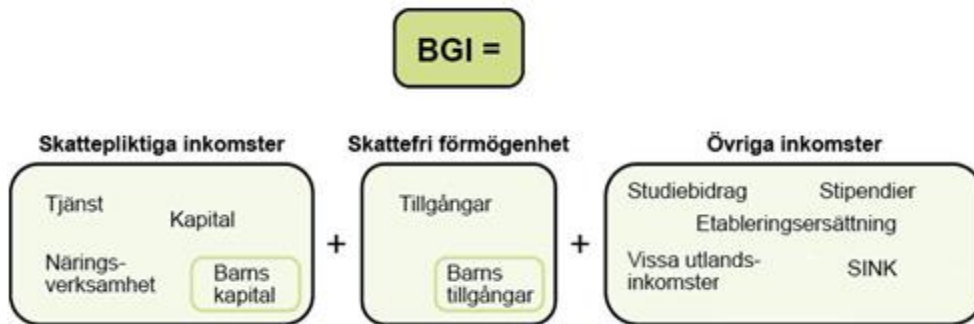 BGI =
Skattepliktiga inkomster
Tjänst
Kapital
Närings-
verksamhet
Barns
kapital
+
Skattefri förmögenhet
Tillgångar
Barns
tillgångar
+
Övriga inkomster
Studiebidrag
Stipendier
Etableringsersättning
Vissa utlands-
inkomster
SINK